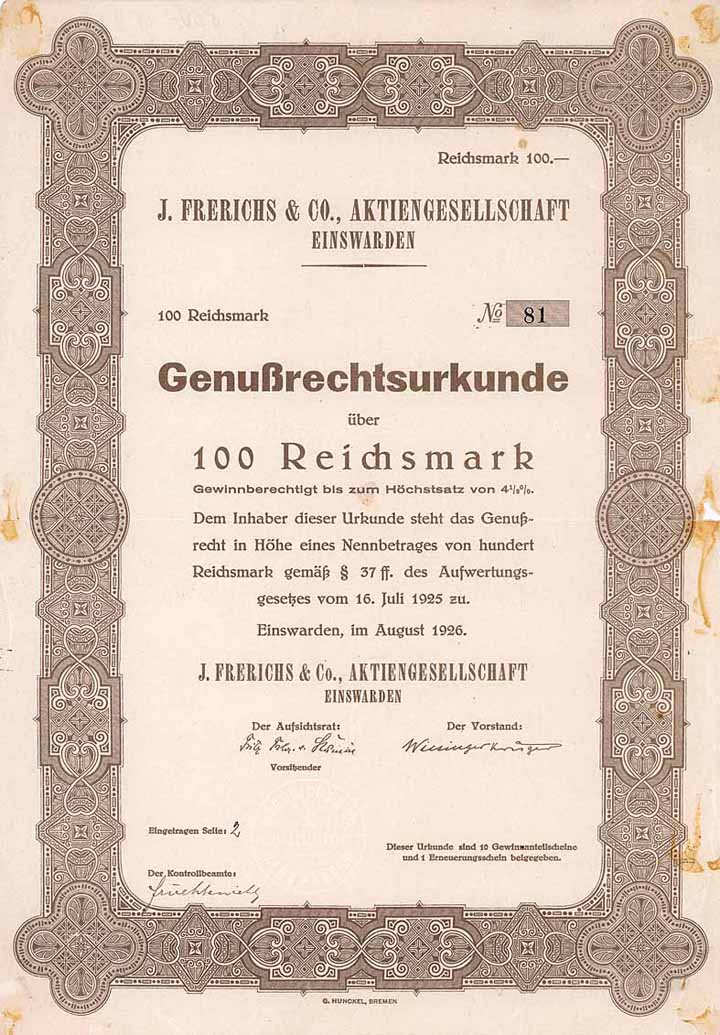 Reichsmark 100.—
J. FRERICHS & CO., AKTIENGESELLSCHAFT
EINSWARDEN
100 Reichsmark
No 81
Genußrechtsurkunde
über
100 Reichsmark
Gewinnberechtigt bis zum Höchstsatz von 4½%.
Dem Inhaber dieser Urkunde steht das Genuß-
recht in Höhe eines Nennbetrages von hundert
Reichsmark gemäß § 37 ff. des Aufwertungs-
gesetzes vom 16. Juli 1925 zu.
Einswarden, im August 1926.
J. FRERICHS & CO., AKTIENGESELLSCHAFT
EINSWARDEN
Der Aufsichtsrat: Der Vorstand:
Vorsitzender
Eingetragen Seite: 2
Dieser Urkunde sind 10 Gewinnanteilscheine
und 1 Erneuerungsschein beigegeben.
Der Kontrollbeamte:
G. HUNCKEL, BREMEN